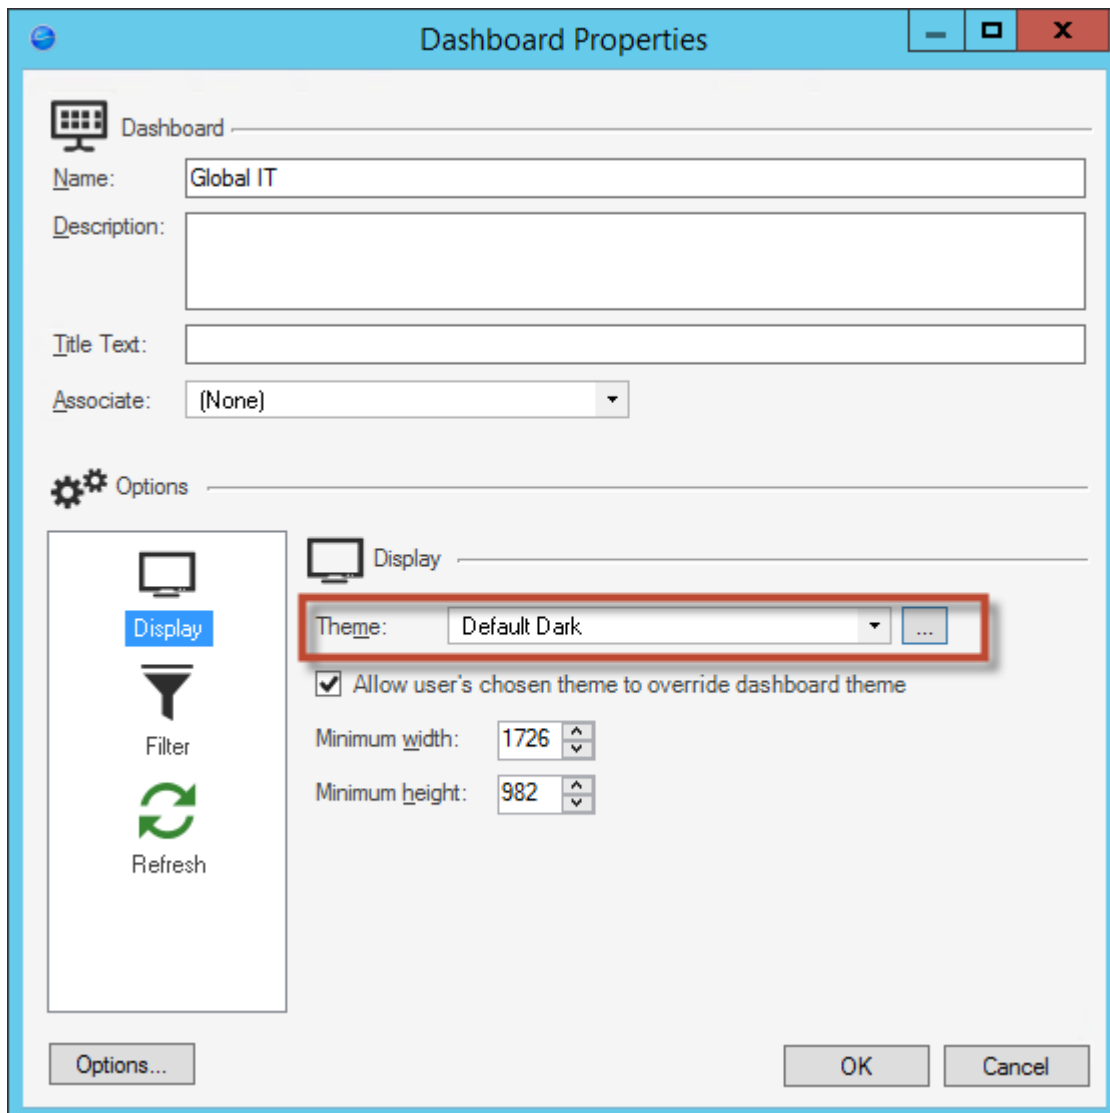 Dashboard Properties
Dashboard
Name: Global IT
Description:
Title Text:
Associate: (None)
Options
Display
Display
Theme: Default Dark ...
Allow user's chosen theme to override dashboard theme
Filter
Minimum width: 1726
Minimum height: 982
Refresh
Options... OK Cancel